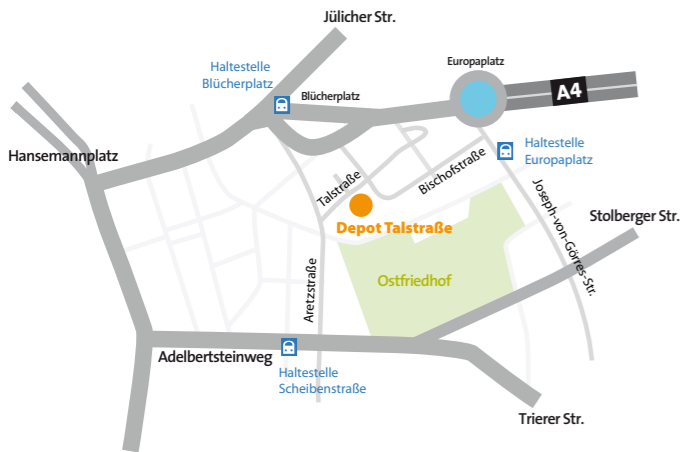 Jülicher Str.
Europaplatz
Haltestelle
Blücherplatz
Blücherplatz
A4
Hansemannplatz
Haltestelle
Europaplatz
Talstraße
Bischofstraße
Joseph-von-Görres-Str.
Stolberger Str.
Depot Talstraße
Ostfriedhof
Aretzstraße
Adelbertsteinweg
Haltestelle
Scheibenstraße
Trierer Str.